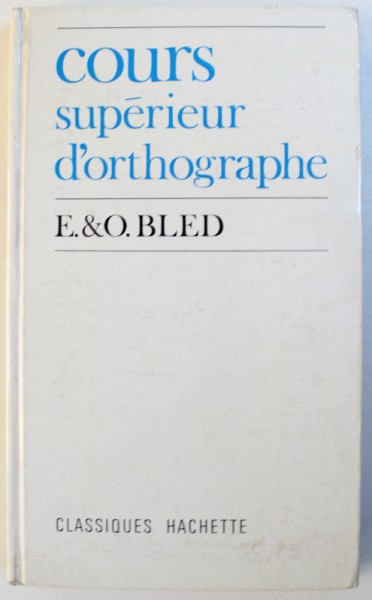 cours
supérieur
d'orthographe
E.&O. BLED
CLASSIQUES HACHETTE